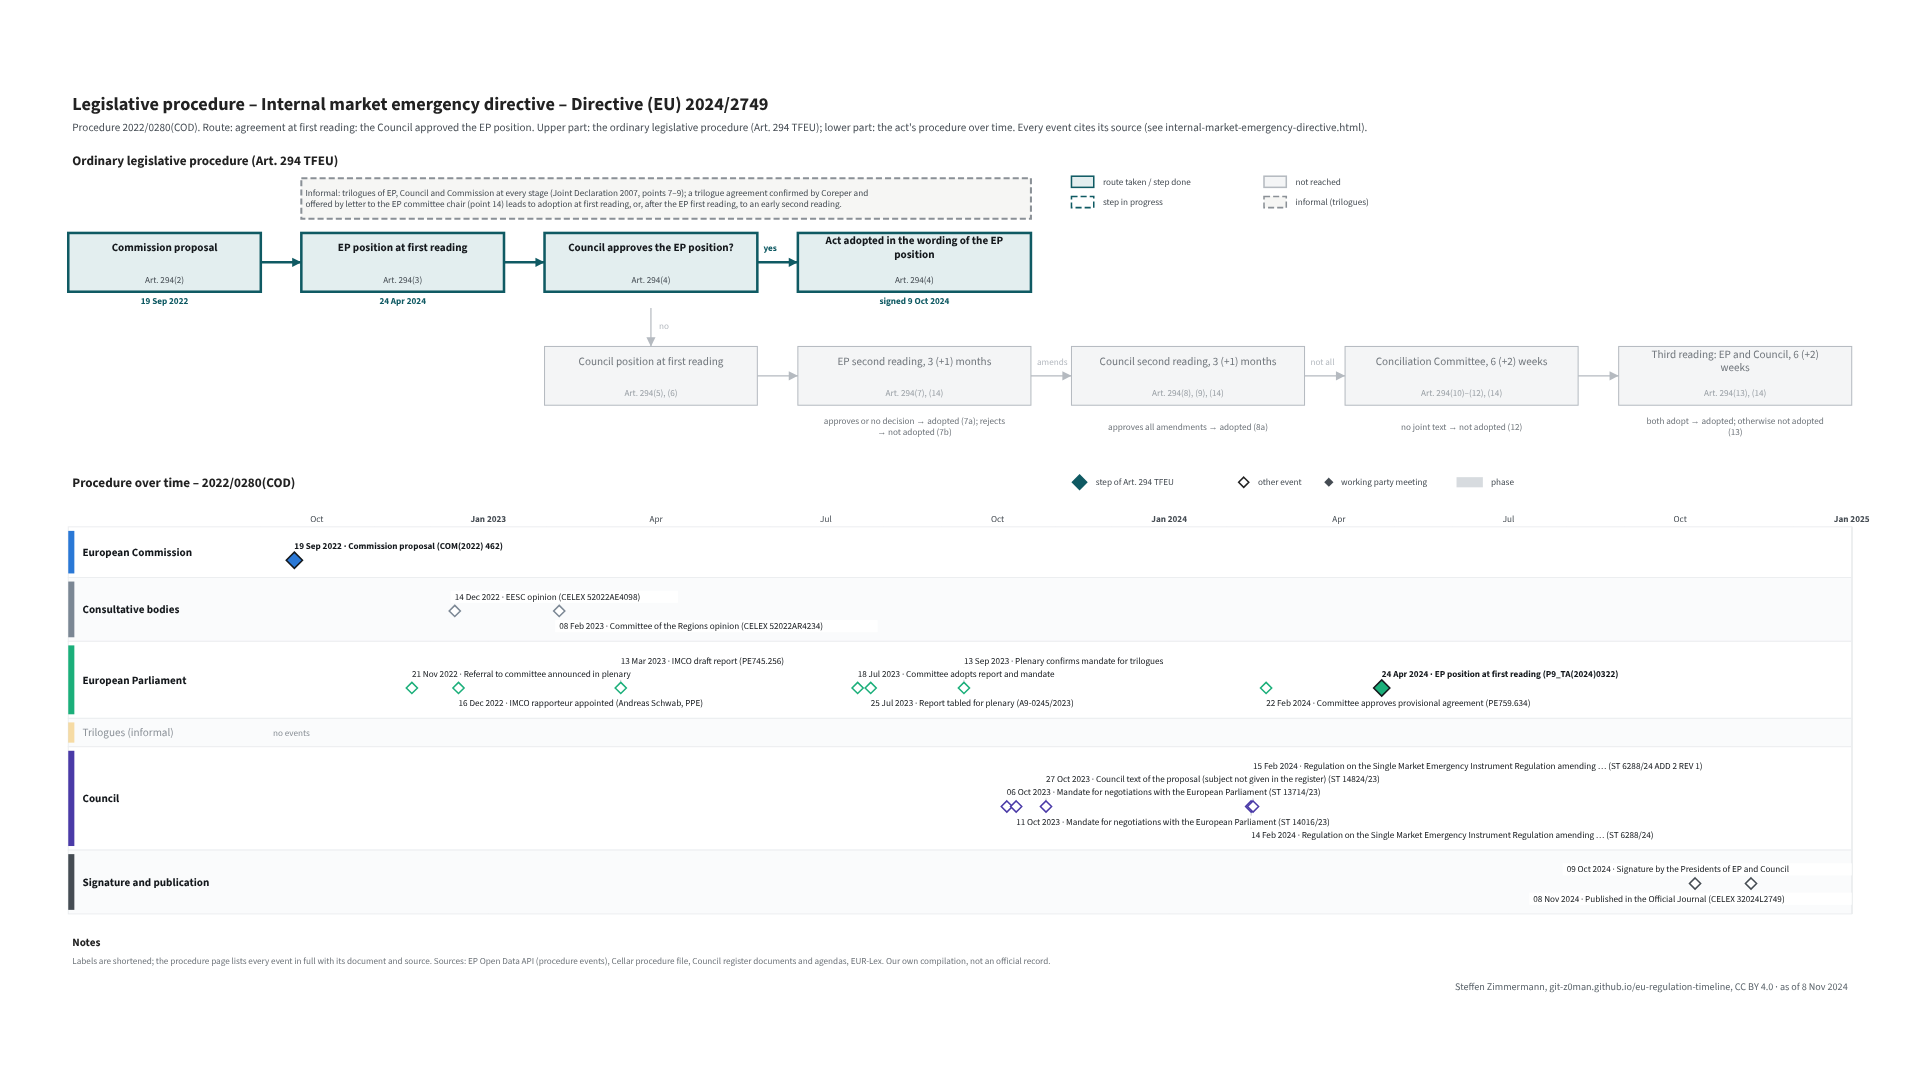 Legislative procedure – Internal market emergency directive – Directive (EU) 2024/2749
Procedure 2022/0280(COD). Route: agreement at first reading: the Council approved the EP position. Upper part: the ordinary legislative procedure (Art. 294 TFEU); lower part: the act's procedure over time. Every event cites its source (see internal-market-emergency-directive.html).
Ordinary legislative procedure (Art. 294 TFEU)
Informal: trilogues of EP, Council and Commission at every stage (Joint Declaration 2007, points 7–9); a trilogue agreement confirmed by Coreper and
offered by letter to the EP committee chair (point 14) leads to adoption at first reading, or, after the EP first reading, to an early second reading.
route taken / step done
not reached
step in progress
informal (trilogues)
Commission proposal
Art. 294(2)
19 Sep 2022
EP position at first reading
Art. 294(3)
24 Apr 2024
Council approves the EP position?
Art. 294(4)
yes
Act adopted in the wording of the EP
position
Art. 294(4)
signed 9 Oct 2024
no
Council position at first reading
Art. 294(5), (6)
EP second reading, 3 (+1) months
Art. 294(7), (14)
approves or no decision → adopted (7a); rejects
→ not adopted (7b)
amends
Council second reading, 3 (+1) months
Art. 294(8), (9), (14)
approves all amendments → adopted (8a)
not all
Conciliation Committee, 6 (+2) weeks
Art. 294(10)–(12), (14)
no joint text → not adopted (12)
Third reading: EP and Council, 6 (+2)
weeks
Art. 294(13), (14)
both adopt → adopted; otherwise not adopted
(13)
Procedure over time – 2022/0280(COD)
step of Art. 294 TFEU
other event
working party meeting
phase
Oct
Jan 2023
Apr
Jul
Oct
Jan 2024
Apr
Jul
Oct
Jan 2025
European Commission
19 Sep 2022 · Commission proposal (COM(2022) 462)
Consultative bodies
14 Dec 2022 · EESC opinion (CELEX 52022AE4098)
08 Feb 2023 · Committee of the Regions opinion (CELEX 52022AR4234)
European Parliament
13 Mar 2023 · IMCO draft report (PE745.256)
13 Sep 2023 · Plenary confirms mandate for trilogues
21 Nov 2022 · Referral to committee announced in plenary
18 Jul 2023 · Committee adopts report and mandate
24 Apr 2024 · EP position at first reading (P9_TA(2024)0322)
16 Dec 2022 · IMCO rapporteur appointed (Andreas Schwab, PPE)
25 Jul 2023 · Report tabled for plenary (A9-0245/2023)
22 Feb 2024 · Committee approves provisional agreement (PE759.634)
Trilogues (informal)
no events
Council
15 Feb 2024 · Regulation on the Single Market Emergency Instrument Regulation amending … (ST 6288/24 ADD 2 REV 1)
27 Oct 2023 · Council text of the proposal (subject not given in the register) (ST 14824/23)
06 Oct 2023 · Mandate for negotiations with the European Parliament (ST 13714/23)
11 Oct 2023 · Mandate for negotiations with the European Parliament (ST 14016/23)
14 Feb 2024 · Regulation on the Single Market Emergency Instrument Regulation amending … (ST 6288/24)
Signature and publication
09 Oct 2024 · Signature by the Presidents of EP and Council
08 Nov 2024 · Published in the Official Journal (CELEX 32024L2749)
Notes
Labels are shortened; the procedure page lists every event in full with its document and source. Sources: EP Open Data API (procedure events), Cellar procedure file, Council register documents and agendas, EUR-Lex. Our own compilation, not an official record.
Steffen Zimmermann, git-z0man.github.io/eu-regulation-timeline, CC BY 4.0 · as of 8 Nov 2024